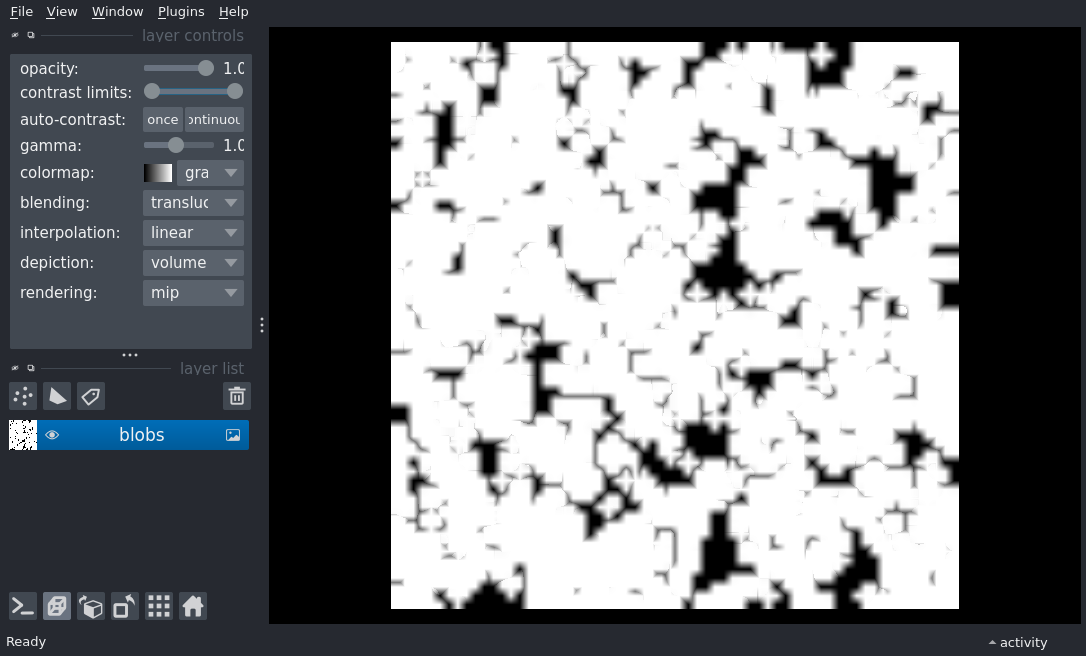 File View Window Plugins Help
layer controls
opacity: 1.0
contrast limits:
auto-contrast: once ontinuou
gamma: 1.0
colormap: gra
blending: transluc
interpolation: linear
depiction: volume
rendering: mip
layer list
blobs
Ready
activity